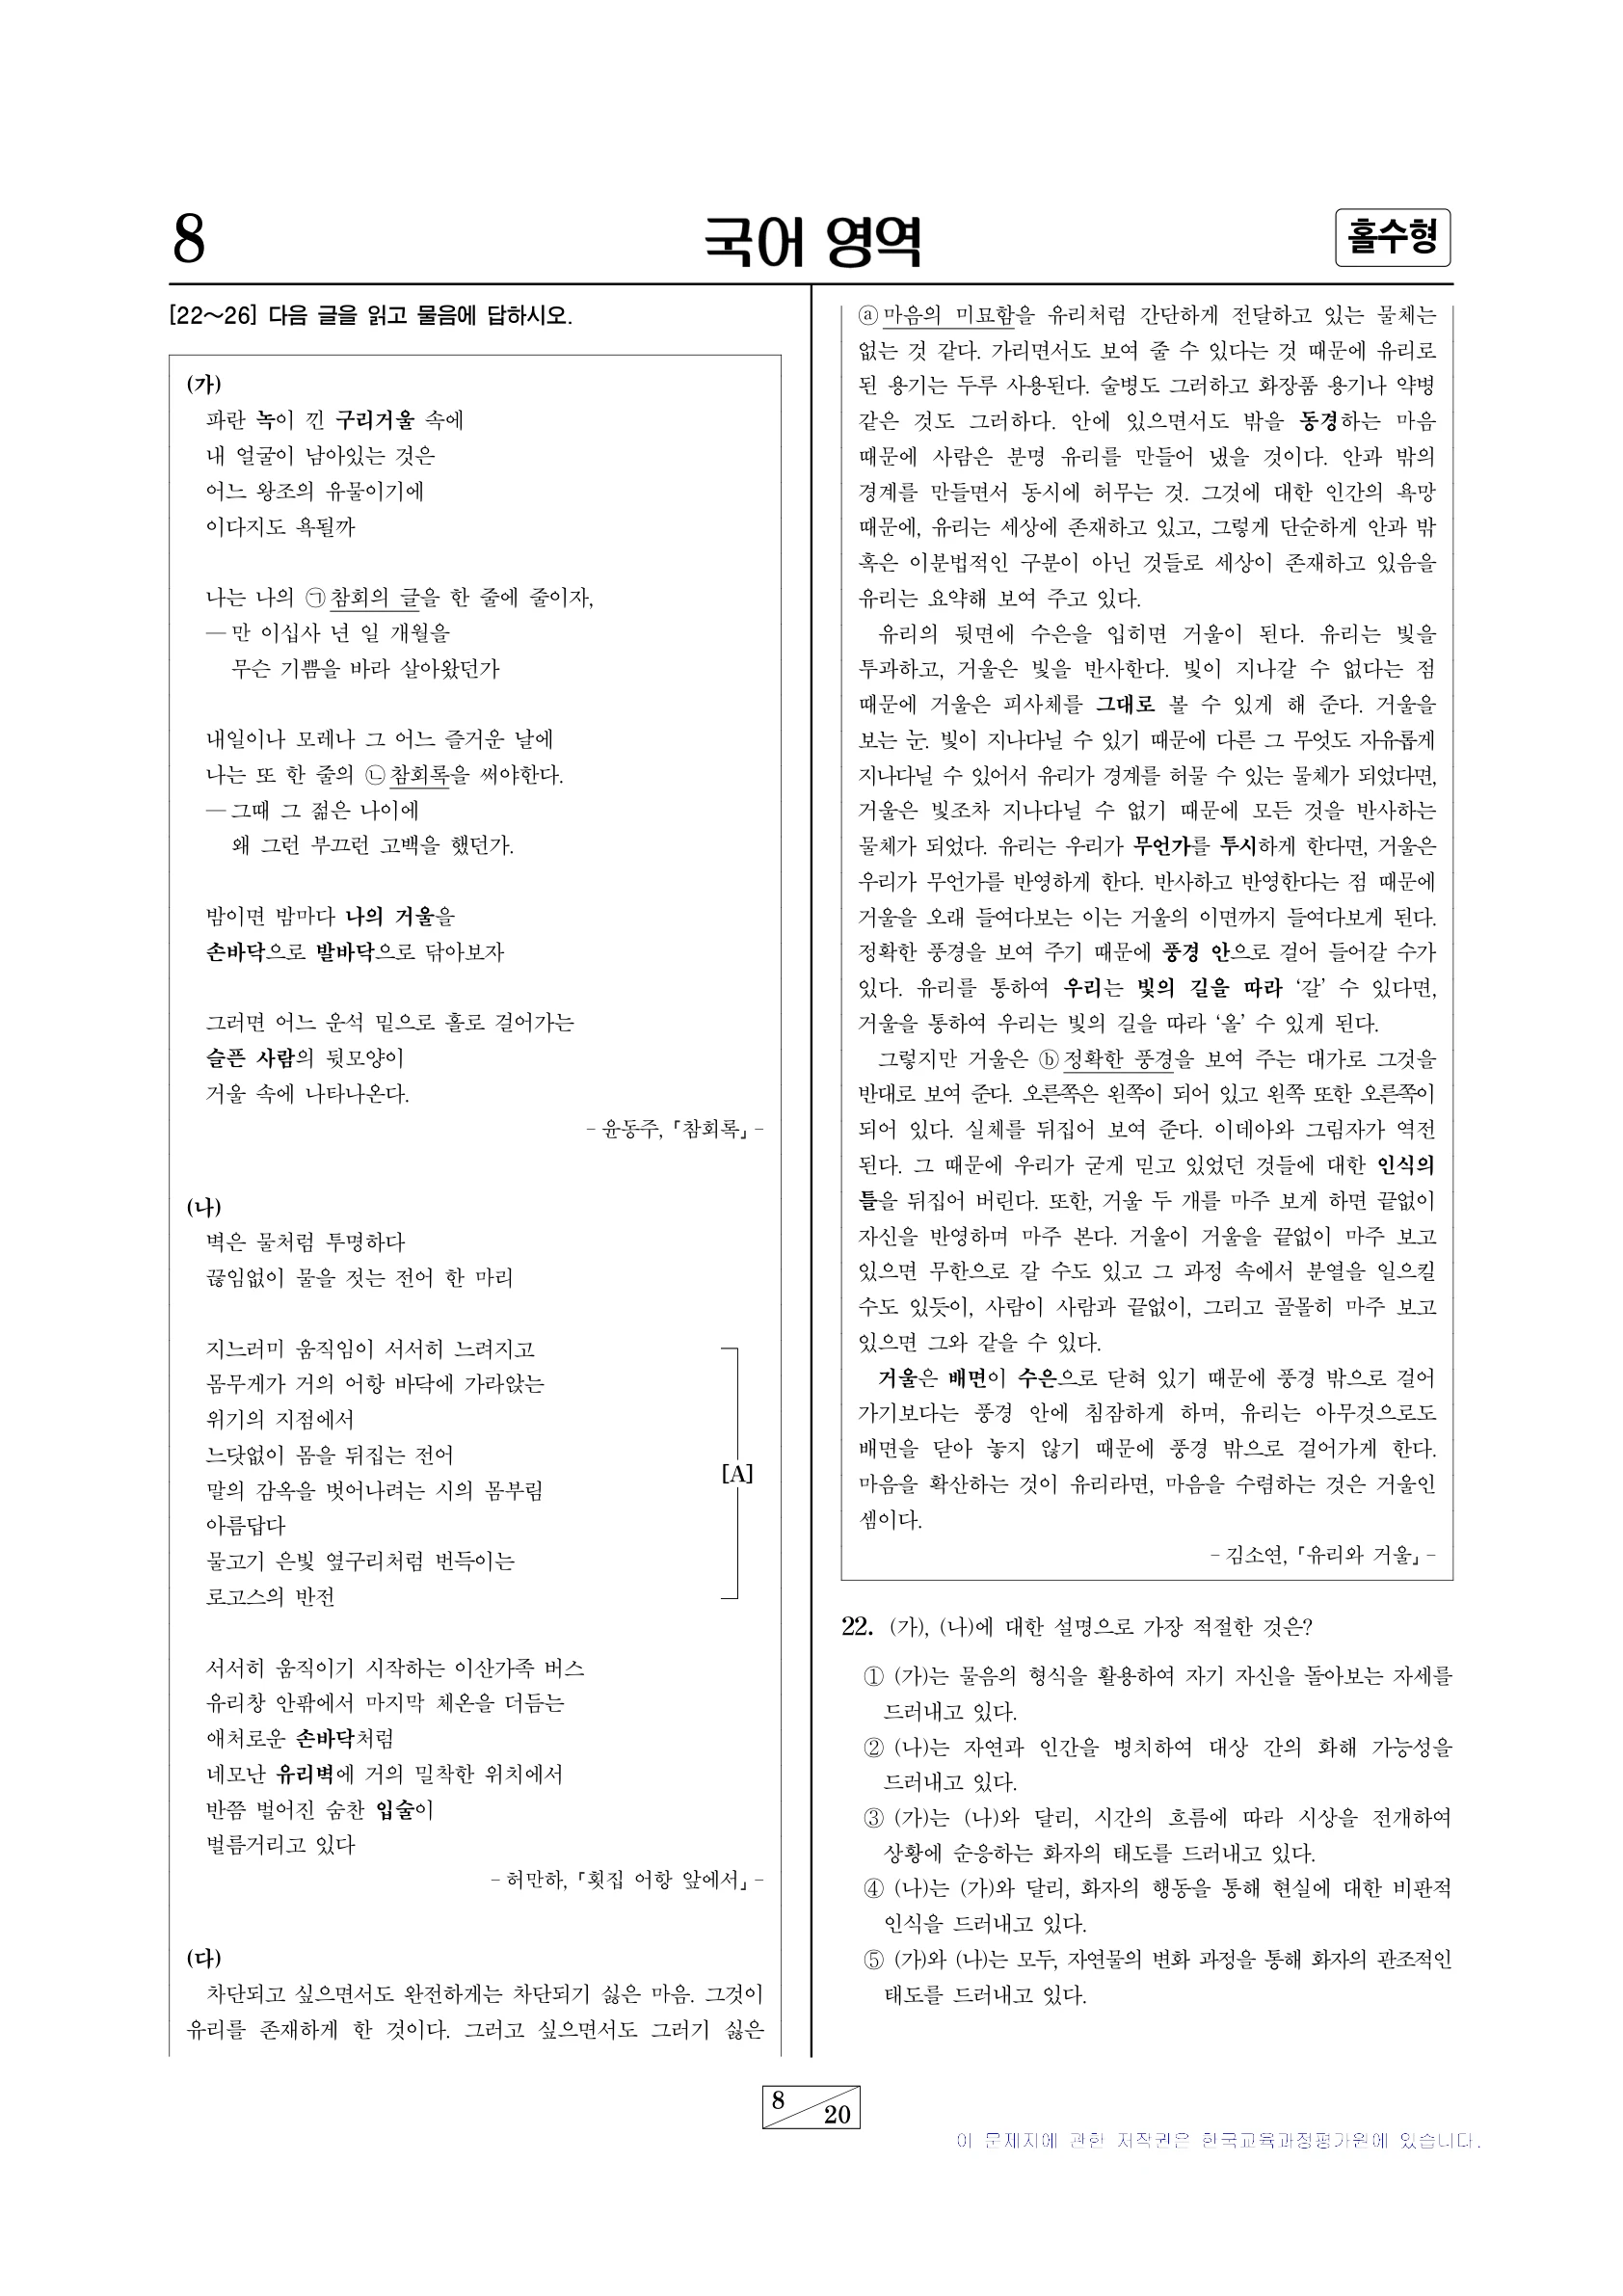 8
국어 영역
홀수형
[22~26] 다음 글을 읽고 물음에 답하시오.
(가)
파란 녹이 낀 구리거울 속에
내 얼굴이 남아있는 것은
어느 왕조의 유물이기에
이다지도 욕될까
나는 나의 ㉠참회의 글을 한 줄에 줄이자,
― 만 이십사 년 일 개월을
무슨 기쁨을 바라 살아왔던가
내일이나 모레나 그 어느 즐거운 날에
나는 또 한 줄의 ㉡참회록을 써야한다.
― 그때 그 젊은 나이에
왜 그런 부끄런 고백을 했던가.
밤이면 밤마다 나의 거울을
손바닥으로 발바닥으로 닦아보자
그러면 어느 운석 밑으로 홀로 걸어가는
슬픈 사람의 뒷모양이
거울 속에 나타나온다.
- 윤동주, 「참회록」 -
(나)
벽은 물처럼 투명하다
끊임없이 물을 젓는 전어 한 마리
지느러미 움직임이 서서히 느려지고
몸무게가 거의 어항 바닥에 가라앉는
위기의 지점에서
느닷없이 몸을 뒤집는 전어
말의 감옥을 벗어나려는 시의 몸부림
아름답다
물고기 은빛 옆구리처럼 번득이는
로고스의 반전
[A]
서서히 움직이기 시작하는 이산가족 버스
유리창 안팎에서 마지막 체온을 더듬는
애처로운 손바닥처럼
네모난 유리벽에 거의 밀착한 위치에서
반쯤 벌어진 숨찬 입술이
벌름거리고 있다
- 허만하, 「횟집 어항 앞에서」 -
(다)
차단되고 싶으면서도 완전하게는 차단되기 싫은 마음. 그것이
유리를 존재하게 한 것이다. 그러고 싶으면서도 그러기 싫은
ⓐ마음의 미묘함을 유리처럼 간단하게 전달하고 있는 물체는
없는 것 같다. 가리면서도 보여 줄 수 있다는 것 때문에 유리로
된 용기는 두루 사용된다. 술병도 그러하고 화장품 용기나 약병
같은 것도 그러하다. 안에 있으면서도 밖을 동경하는 마음
때문에 사람은 분명 유리를 만들어 냈을 것이다. 안과 밖의
경계를 만들면서 동시에 허무는 것. 그것에 대한 인간의 욕망
때문에, 유리는 세상에 존재하고 있고, 그렇게 단순하게 안과 밖
혹은 이분법적인 구분이 아닌 것들로 세상이 존재하고 있음을
유리는 요약해 보여 주고 있다.
유리의 뒷면에 수은을 입히면 거울이 된다. 유리는 빛을
투과하고, 거울은 빛을 반사한다. 빛이 지나갈 수 없다는 점
때문에 거울은 피사체를 그대로 볼 수 있게 해 준다. 거울을
보는 눈. 빛이 지나다닐 수 있기 때문에 다른 그 무엇도 자유롭게
지나다닐 수 있어서 유리가 경계를 허물 수 있는 물체가 되었다면,
거울은 빛조차 지나다닐 수 없기 때문에 모든 것을 반사하는
물체가 되었다. 유리는 우리가 무언가를 투시하게 한다면, 거울은
우리가 무언가를 반영하게 한다. 반사하고 반영한다는 점 때문에
거울을 오래 들여다보는 이는 거울의 이면까지 들여다보게 된다.
정확한 풍경을 보여 주기 때문에 풍경 안으로 걸어 들어갈 수가
있다. 유리를 통하여 우리는 빛의 길을 따라 ‘갈’ 수 있다면,
거울을 통하여 우리는 빛의 길을 따라 ‘올’ 수 있게 된다.
그렇지만 거울은 ⓑ정확한 풍경을 보여 주는 대가로 그것을
반대로 보여 준다. 오른쪽은 왼쪽이 되어 있고 왼쪽 또한 오른쪽이
되어 있다. 실체를 뒤집어 보여 준다. 이데아와 그림자가 역전
된다. 그 때문에 우리가 굳게 믿고 있었던 것들에 대한 인식의
틀을 뒤집어 버린다. 또한, 거울 두 개를 마주 보게 하면 끝없이
자신을 반영하며 마주 본다. 거울이 거울을 끝없이 마주 보고
있으면 무한으로 갈 수도 있고 그 과정 속에서 분열을 일으킬
수도 있듯이, 사람이 사람과 끝없이, 그리고 골몰히 마주 보고
있으면 그와 같을 수 있다.
거울은 배면이 수은으로 닫혀 있기 때문에 풍경 밖으로 걸어
가기보다는 풍경 안에 침잠하게 하며, 유리는 아무것으로도
배면을 닫아 놓지 않기 때문에 풍경 밖으로 걸어가게 한다.
마음을 확산하는 것이 유리라면, 마음을 수렴하는 것은 거울인
셈이다.
- 김소연, 「유리와 거울」 -
22. (가), (나)에 대한 설명으로 가장 적절한 것은?
① (가)는 물음의 형식을 활용하여 자기 자신을 돌아보는 자세를
드러내고 있다.
② (나)는 자연과 인간을 병치하여 대상 간의 화해 가능성을
드러내고 있다.
③ (가)는 (나)와 달리, 시간의 흐름에 따라 시상을 전개하여
상황에 순응하는 화자의 태도를 드러내고 있다.
④ (나)는 (가)와 달리, 화자의 행동을 통해 현실에 대한 비판적
인식을 드러내고 있다.
⑤ (가)와 (나)는 모두, 자연물의 변화 과정을 통해 화자의 관조적인
태도를 드러내고 있다.
8
20
이 문제지에 관한 저작권은 한국교육과정평가원에 있습니다.